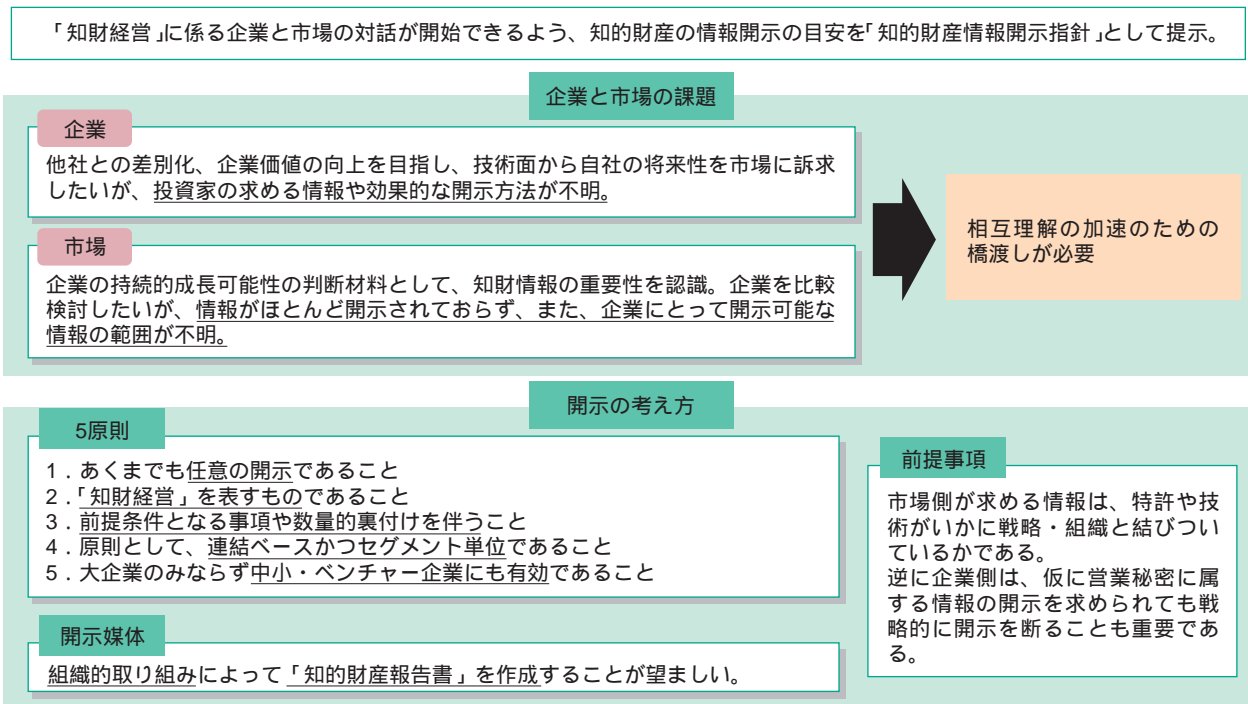 「知財経営」に係る企業と市場の対話が開始できるよう、知的財産の情報開示の目安を「知的財産情報開示指針」として提示。
企業と市場の課題
企業
他社との差別化、企業価値の向上を目指し、技術面から自社の将来性を市場に訴求
したいが、投資家の求める情報や効果的な開示方法が不明。
市場
企業の持続的成長可能性の判断材料として、知財情報の重要性を認識。企業を比較
検討したいが、情報がほとんど開示されておらず、また、企業にとって開示可能な
情報の範囲が不明。
相互理解の加速のための
橋渡しが必要
開示の考え方
5原則
1．あくまでも任意の開示であること
2．「知財経営」を表すものであること
3．前提条件となる事項や数量的裏付けを伴うこと
4．原則として、連結ベースかつセグメント単位であること
5．大企業のみならず中小・ベンチャー企業にも有効であること
開示媒体
組織的取り組みによって「知的財産報告書」を作成することが望ましい。
前提事項
市場側が求める情報は、特許や技
術がいかに戦略・組織と結びつい
ているかである。
逆に企業側は、仮に営業秘密に属
する情報の開示を求められても戦
略的に開示を断ることも重要であ
る。